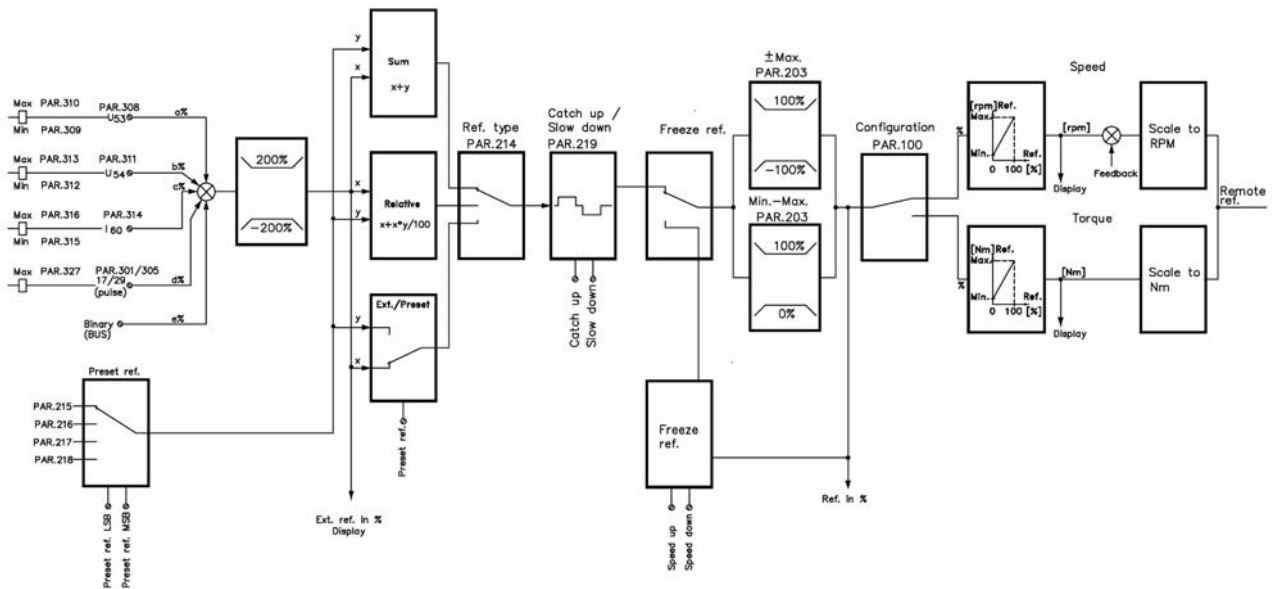 Max PAR.310
PAR.308
U53
a%
Min PAR.309
Max PAR.313
PAR.311
U54
b%
Min PAR.312
c%
Max PAR.316
PAR.314
I60
Min PAR.315
Max PAR.327
PAR.301/305
17/29
(pulse)
d%
Binary
(BUS)
e%
200%
-200%
Preset ref.
PAR.215
PAR.216
PAR.217
PAR.218
Preset ref. LSB
Preset ref. MSB
y
Sum
x
x+y
x
Relative
y
x+x*y/100
Ext./Preset
y
x
Preset ref.
Ext. ref. in %
Display
Ref. type
PAR.214
Catch up /
Slow down
PAR.219
Catch up
Slow down
Freeze ref.
±Max.
PAR.203
100%
-100%
Min.-Max.
PAR.203
100%
0%
Freeze
ref.
Speed up
Speed down
Ref. in %
Configuration
PAR.100
Speed
%
[rpm]Ref.
Max.
Min.
Ref.
0 100 [%]
[rpm]
Display
Feedback
Scale to
RPM
Remote
ref.
Torque
%
[Nm]Ref.
Max.
Min.
Ref.
0 100 [%]
[Nm]
Display
Scale to
Nm